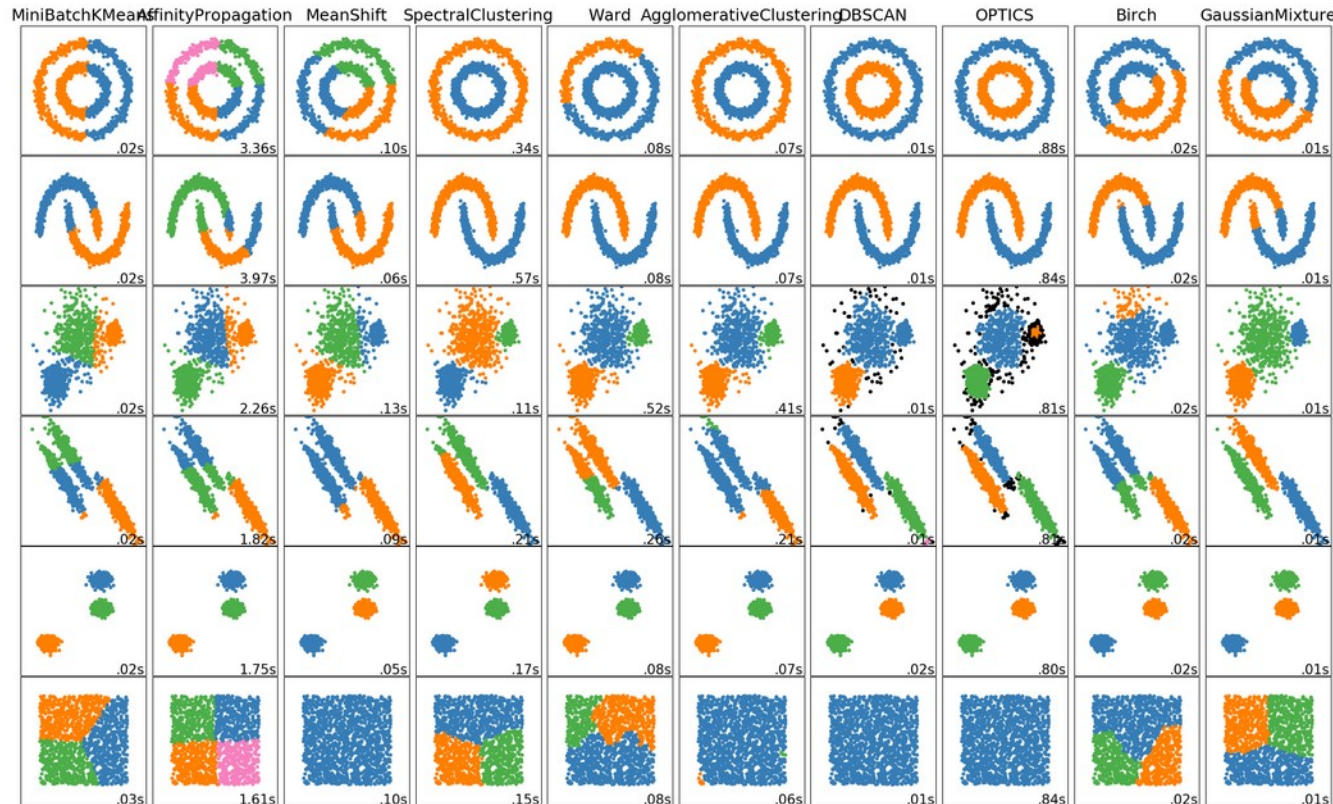 MiniBatchKMeans AffinityPropagation MeanShift SpectralClustering Ward AgglomerativeClustering DBSCAN OPTICS Birch GaussianMixture
.02s 3.36s .10s .34s .08s .07s .01s .88s .02s .01s
.02s 3.97s .06s .57s .08s .07s .01s .84s .02s .01s
.02s 2.26s .13s .11s .52s .41s .01s .81s .02s .01s
.02s 1.82s .09s .21s .26s .21s .01s .81s .02s .01s
.02s 1.75s .05s .17s .08s .07s .02s .80s .02s .01s
.03s 1.61s .10s .15s .08s .06s .01s .84s .02s .01s